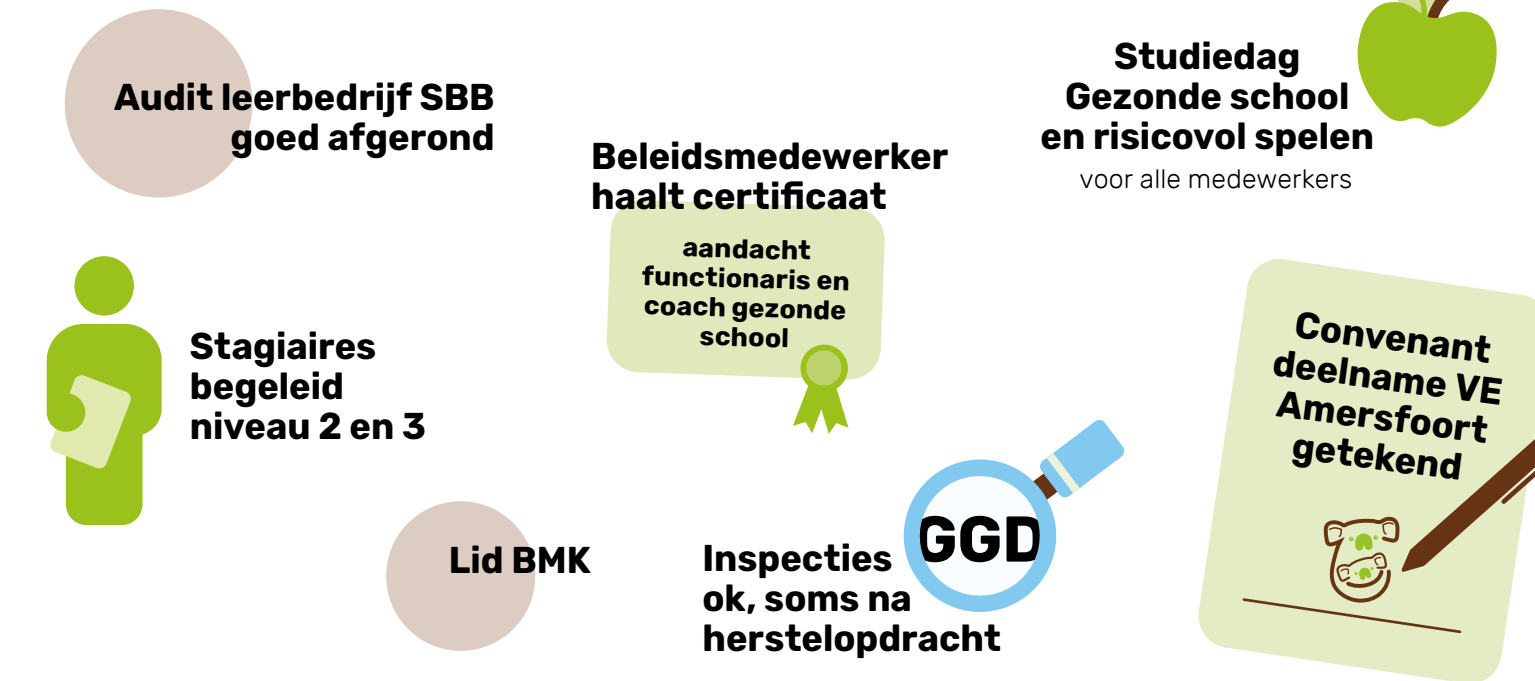 Audit leerbedrijf SBB
goed afgerond
Beleidsmedewerker
haalt certificaat
aandacht
functionaris en
coach gezonde
school
Studiedag
Gezonde school
en risicovol spelen
voor alle medewerkers
Stagiaires
begeleid
niveau 2 en 3
Convenant
deelname VE
Amersfoort
getekend
Lid BMK
Inspecties
ok, soms na
herstelopdracht
GGD